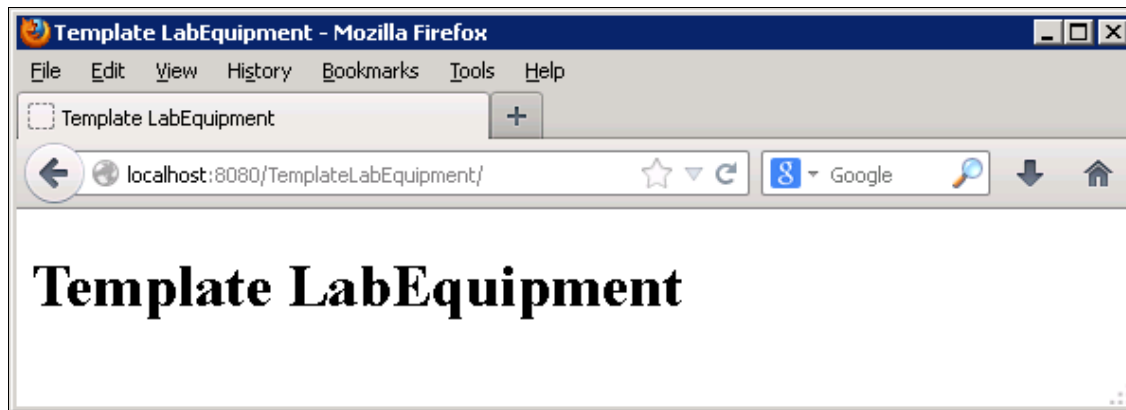 Template LabEquipment - Mozilla Firefox
File Edit View History Bookmarks Tools Help
Template LabEquipment
localhost:8080/TemplateLabEquipment/
Google
Template LabEquipment